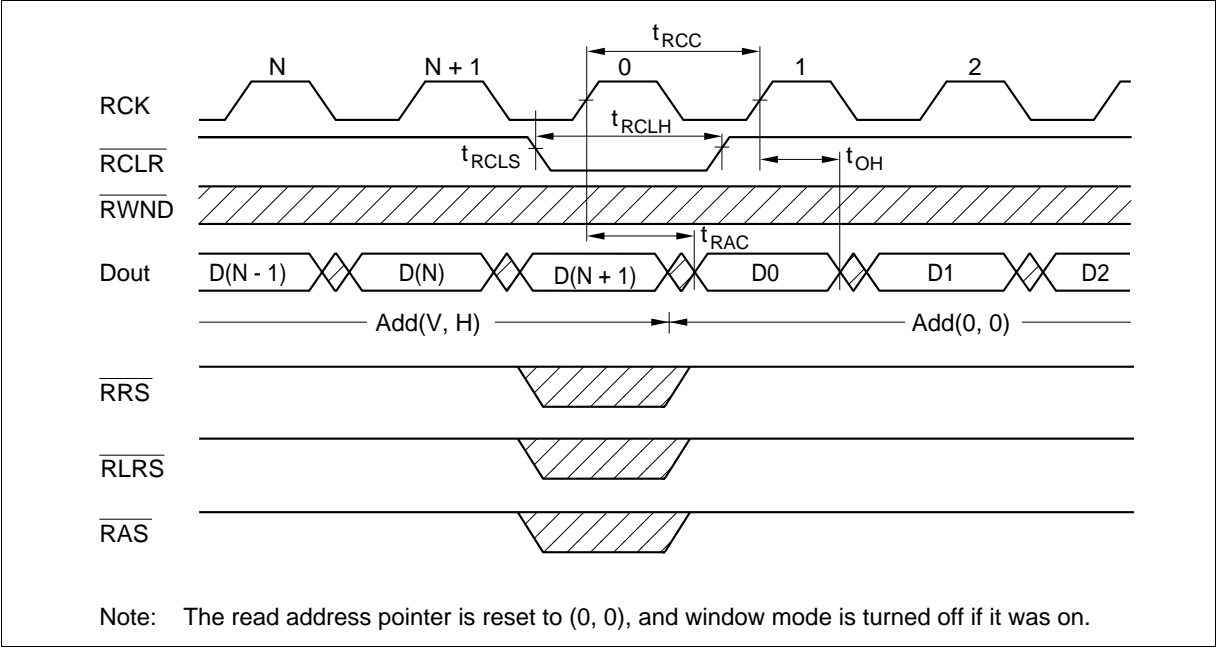 tRCC
N N + 1 0 1 2
RCK
tRCLH
RCLR tRCLS tOH
RWND
tRAC
Dout D(N - 1) D(N) D(N + 1) D0 D1 D2
Add(V, H) Add(0, 0)
RRS
RLRS
RAS
Note: The read address pointer is reset to (0, 0), and window mode is turned off if it was on.